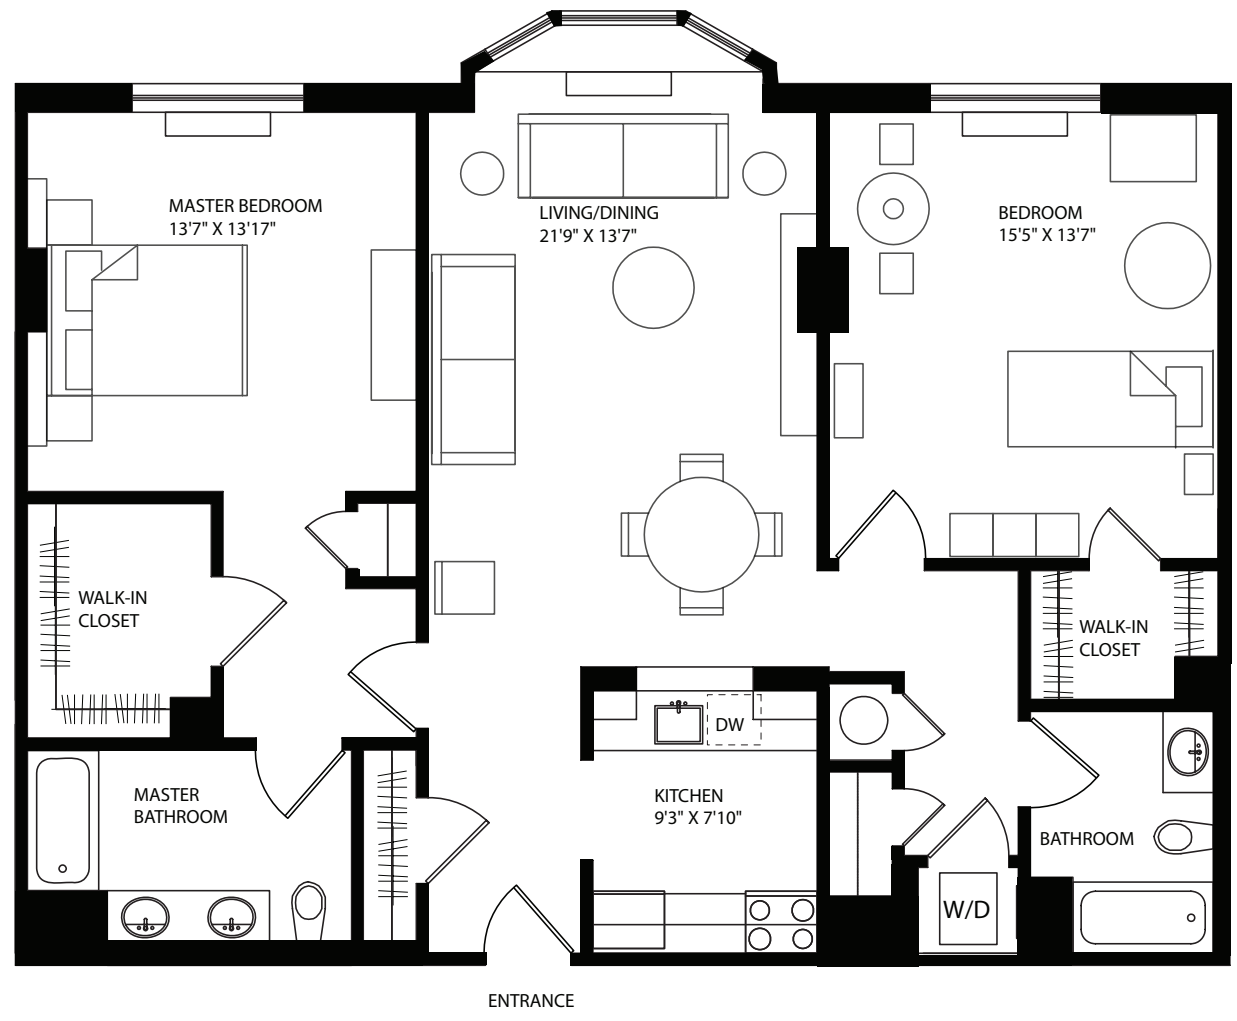 MASTER BEDROOM
13'7" X 13'17"
LIVING/DINING
21'9" X 13'7"
BEDROOM
15'5" X 13'7"
WALK-IN
CLOSET
WALK-IN
CLOSET
DW
MASTER
BATHROOM
KITCHEN
9'3" X 7'10"
BATHROOM
W/D
ENTRANCE